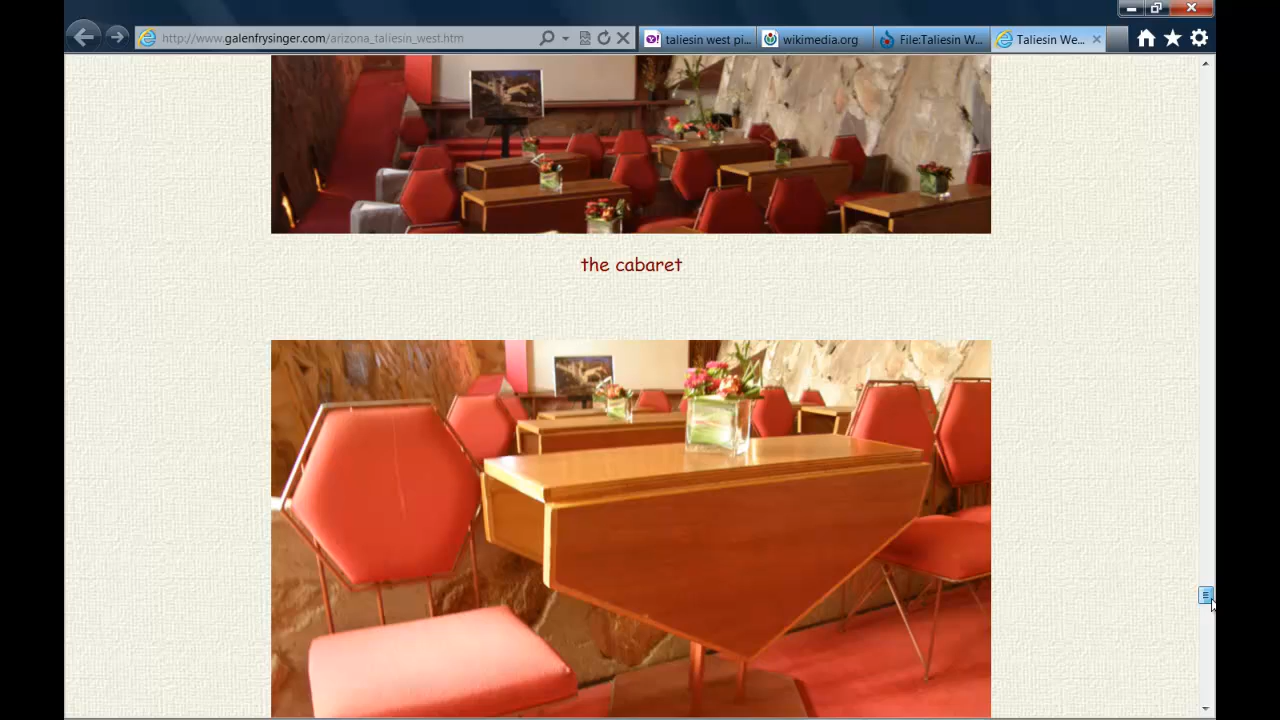 http://www.galenfrysinger.com/arizona_taliesin_west.htm
taliesin west pi...
wikimedia.org
File:Taliesin W...
Taliesin We...
the cabaret